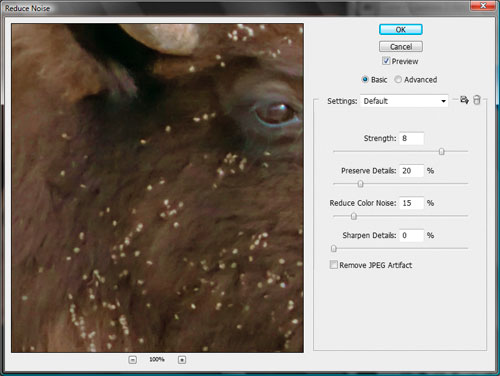 Reduce Noise
OK
Cancel
Preview
Basic Advanced
Settings: Default
Strength: 8
Preserve Details: 20 %
Reduce Color Noise: 15 %
Sharpen Details: 0 %
Remove JPEG Artifact
100%